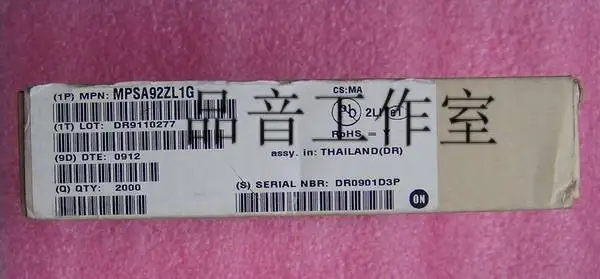 (1P) MPN: MPSA92ZL1G
CS:MA
(1T) LOT: DR9110277
2LI
RoHS = Y
品音工作室
(9D) DTE: 0912
assy. in: THAILAND(DR)
(Q) QTY: 2000
(S) SERIAL NBR: DR0901D3P
ON